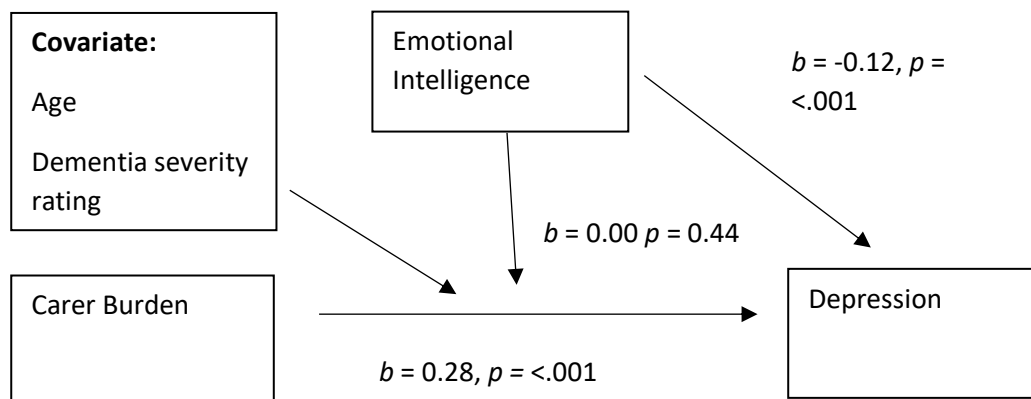 Covariate:
Age
Dementia severity
rating
Emotional
Intelligence
b = -0.12, p =
<.001
b = 0.00 p = 0.44
Carer Burden
Depression
b = 0.28, p = <.001